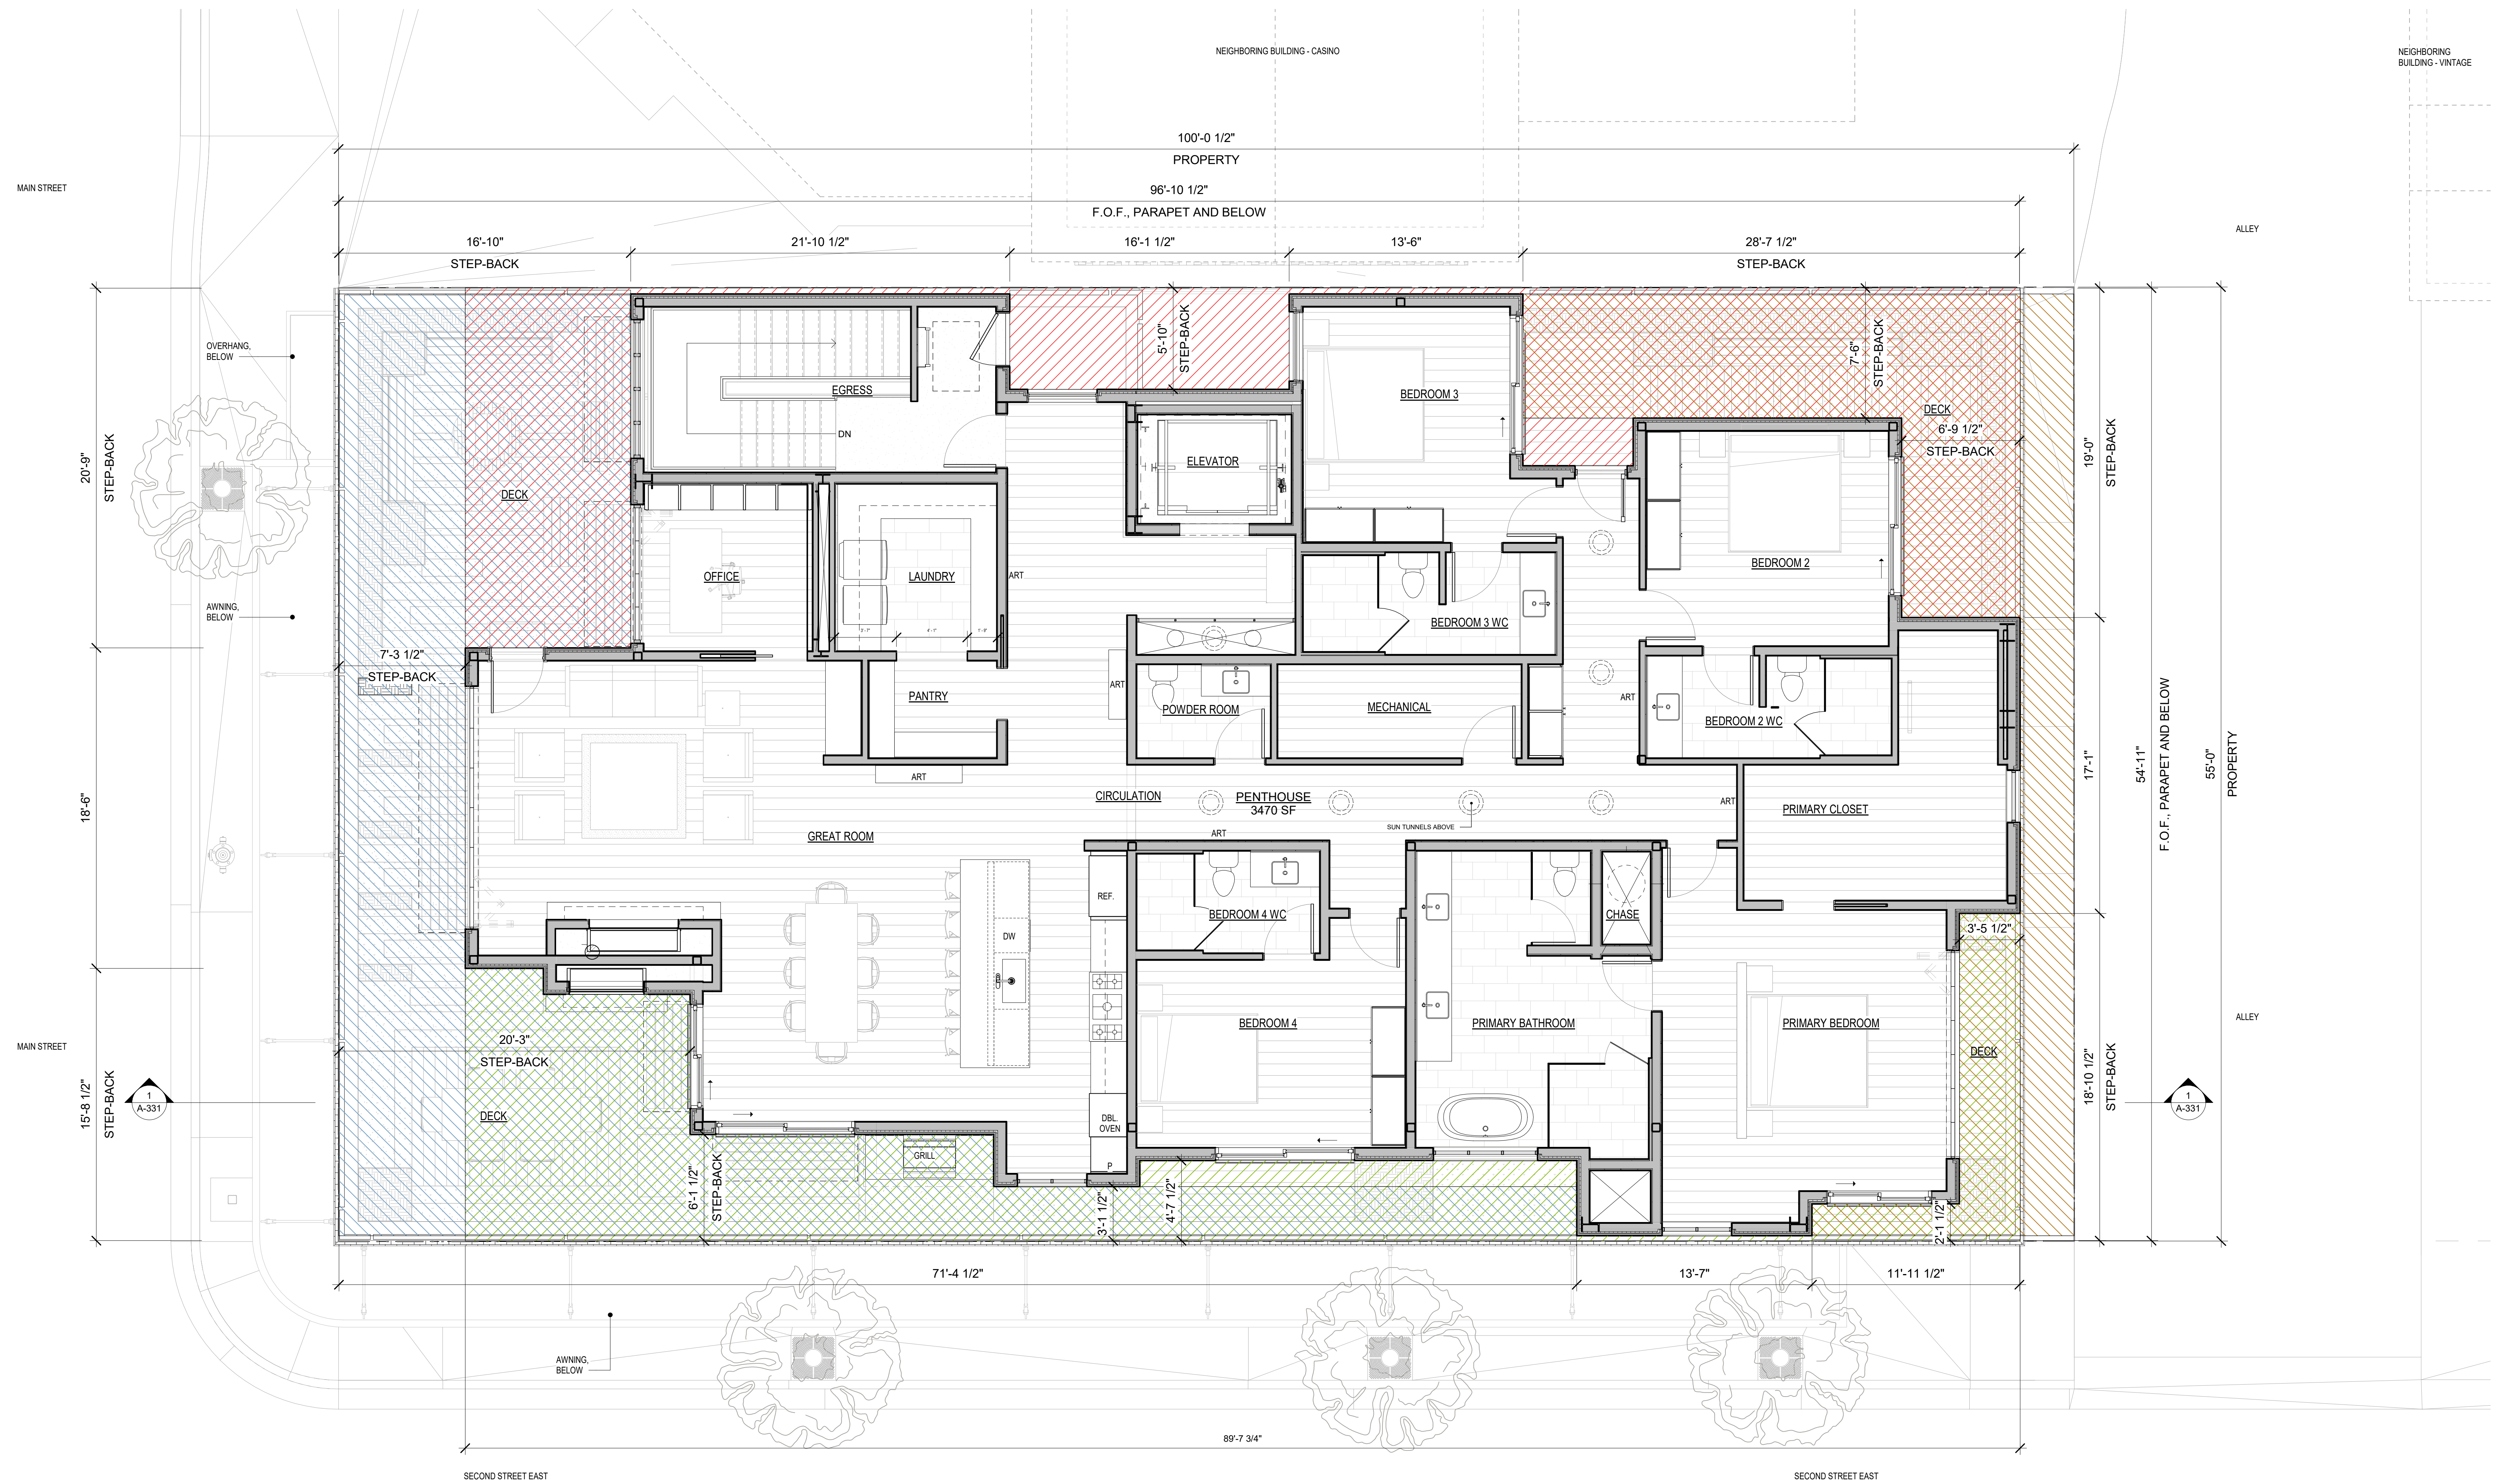 NEIGHBORING BUILDING - CASINO
NEIGHBORING
BUILDING - VINTAGE
100'-0 1/2"
PROPERTY
MAIN STREET
96'-10 1/2"
F.O.F., PARAPET AND BELOW
ALLEY
16'-10"
STEP-BACK
21'-10 1/2"
16'-1 1/2"
13'-6"
28'-7 1/2"
STEP-BACK
OVERHANG,
BELOW
5'-10"
STEP-BACK
7'-6"
STEP-BACK
EGRESS
BEDROOM 3
DECK
6'-9 1/2"
STEP-BACK
DN
20'-9"
STEP-BACK
19'-0"
STEP-BACK
ELEVATOR
DECK
OFFICE
LAUNDRY
ART
BEDROOM 2
AWNING,
BELOW
BEDROOM 3 WC
7'-3 1/2"
STEP-BACK
PANTRY
ART
POWDER ROOM
MECHANICAL
ART
BEDROOM 2 WC
ART
CIRCULATION
PENTHOUSE
3470 SF
ART
PRIMARY CLOSET
17'-1"
54'-11"
F.O.F., PARAPET AND BELOW
55'-0"
PROPERTY
18'-6"
GREAT ROOM
ART
SUN TUNNELS ABOVE
REF.
BEDROOM 4 WC
CHASE
3'-5 1/2"
DW
BEDROOM 4
PRIMARY BATHROOM
PRIMARY BEDROOM
ALLEY
MAIN STREET
20'-3"
STEP-BACK
DECK
15'-8 1/2"
STEP-BACK
18'-10 1/2"
STEP-BACK
1
A-331
1
A-331
DECK
DBL.
OVEN
GRILL
P
6'-1 1/2"
STEP-BACK
3'-1 1/2"
4'-7 1/2"
2'-1 1/2"
71'-4 1/2"
13'-7"
11'-11 1/2"
AWNING,
BELOW
89'-7 3/4"
SECOND STREET EAST
SECOND STREET EAST